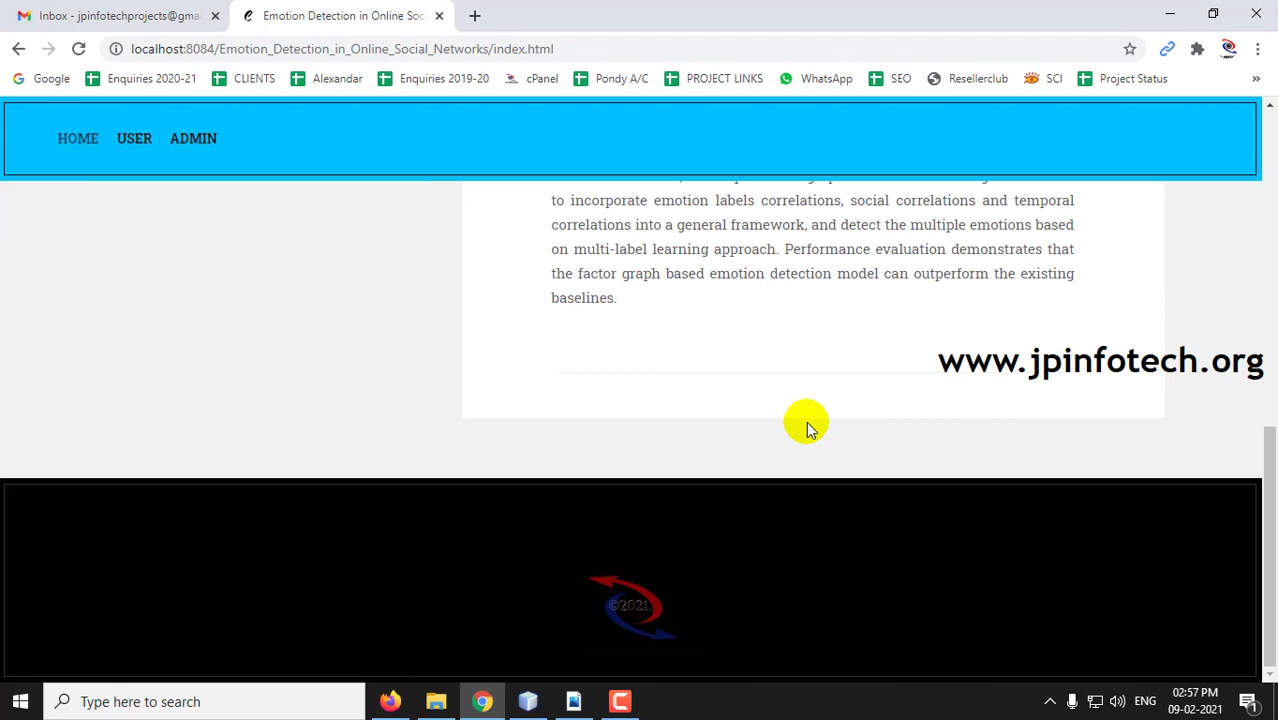 Inbox - jpinfotechprojects@gma
Emotion Detection in Online Soc
localhost:8084/Emotion_Detection_in_Online_Social_Networks/index.html
Google
Enquiries 2020-21
CLIENTS
Alexandar
Enquiries 2019-20
cPanel
Pondy A/C
PROJECT LINKS
WhatsApp
SEO
Resellerclub
SCI
Project Status
HOME USER ADMIN
to incorporate emotion labels correlations, social correlations and temporal
correlations into a general framework, and detect the multiple emotions based
on multi-label learning approach. Performance evaluation demonstrates that
the factor graph based emotion detection model can outperform the existing
baselines.
www.jpinfotech.org
©2021.
Type here to search
ENG
02:57 PM
09-02-2021
1